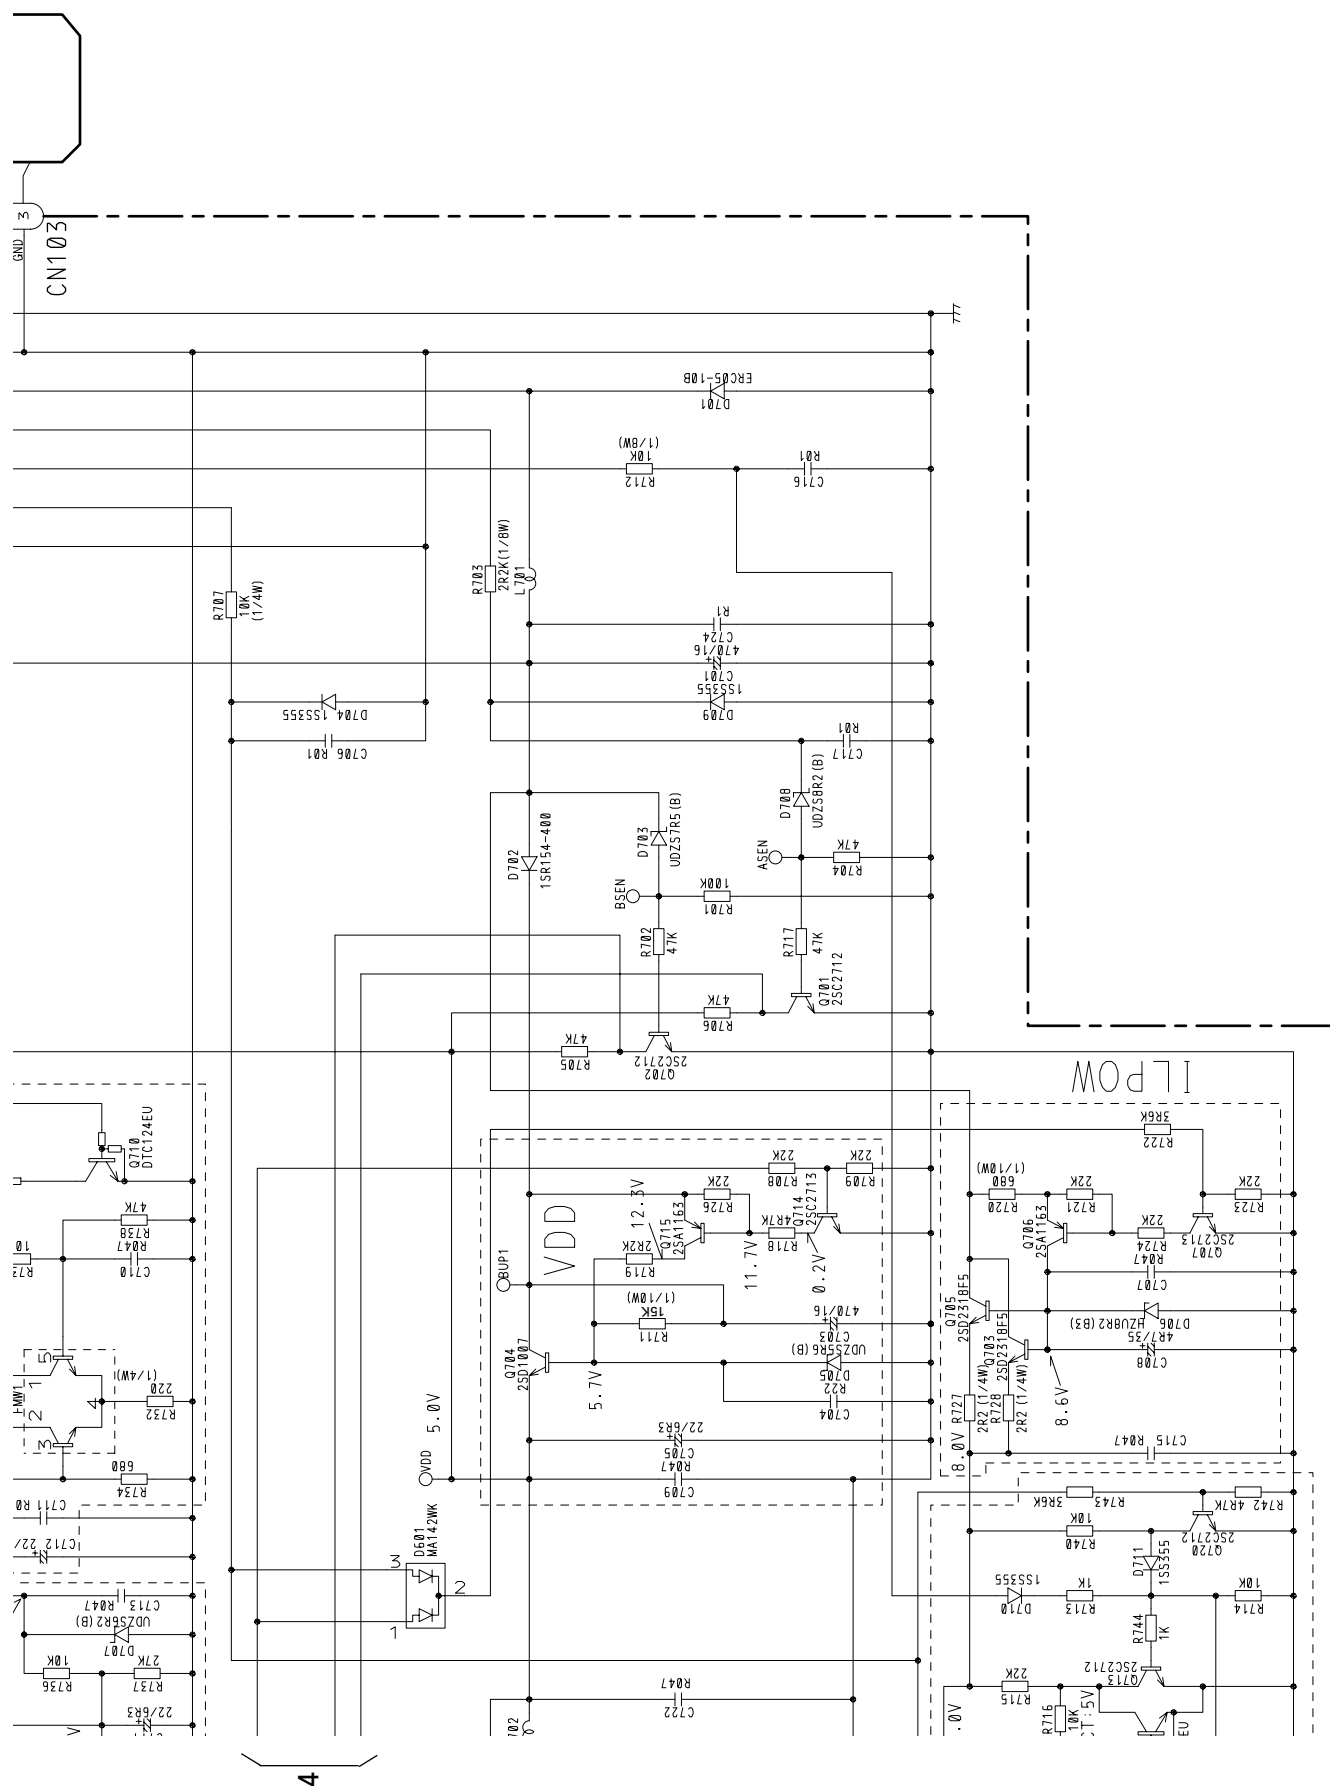 3
GND
CN103
ERC05-10B
D701
(1/8W)
10K
R712
R01
C716
R703
2R2K(1/8W)
L701
R707
10K
(1/4W)
R1
C724
470/16
+
C701
1SS355
D709
1SS355
D704
R01
C706
R01
C717
D708
UDZS8R2(B)
D702
1SR154-400
D703
UDZS7R5(B)
ASEN
47K
R704
BSEN
100K
R701
R702
47K
R717
47K
Q701
2SC2712
47K
R706
47K
R705
2SC2712
Q702
ILPOW
Q710
DTC124EU
3R6K
R722
22K
R708
22K
R709
22K
R726
(1/10W)
680
R720
22K
R721
22K
R723
47K
R738
R047
C710
10
VDD
12.3V
Q715
2SA1163
4R7K
R718
Q714
2SC2713
Q706
2SA1163
22K
R724
2SC2713
Q707
2R2K
R719
11.7V
0.2V
BUP1
R047
C707
(1/10W)
15K
R711
470/16
+
C703
Q705
2SD2318F5
HZU8R2(B3)
D706
Q704
2SD1007
UDZS5R6(B)
D705
Q703
2SD2318F5
4R7/35
+
C708
5.7V
R22
C704
8.6V
5
1
FMW1
2
3
4
(1/4W)
220
R732
5.0V
22/6R3
+
C705
R727
2R2(1/4W)
R728
2R2(1/4W)
8.0V
R047
C715
680
R734
VDD
R047
C709
C711
3R6K
R743
4R7K
R742
C712
+
D601
MA142WK
3
2
1
10K
R740
2SC2712
Q720
D711
1SS355
1SS355
D710
1K
R713
10K
R714
R047
C713
UDZS6R2(B)
D707
R744
1K
10K
R736
27K
R737
2SC2712
Q713
22K
R715
R047
C722
22/6R3
+
R716
10K
4